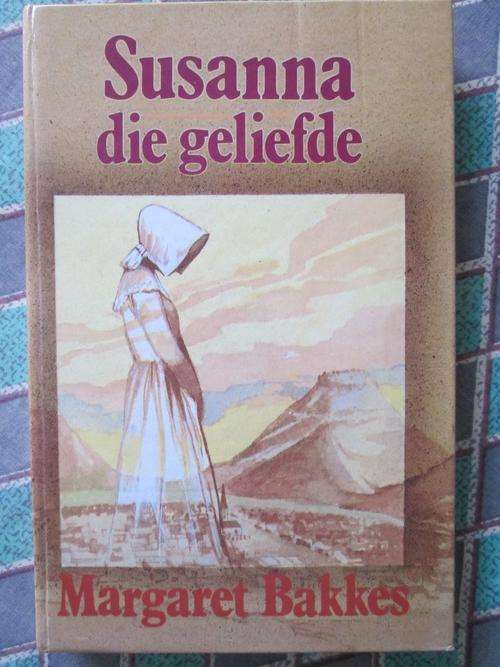 Susanna
die geliefde
Margaret Bakkes